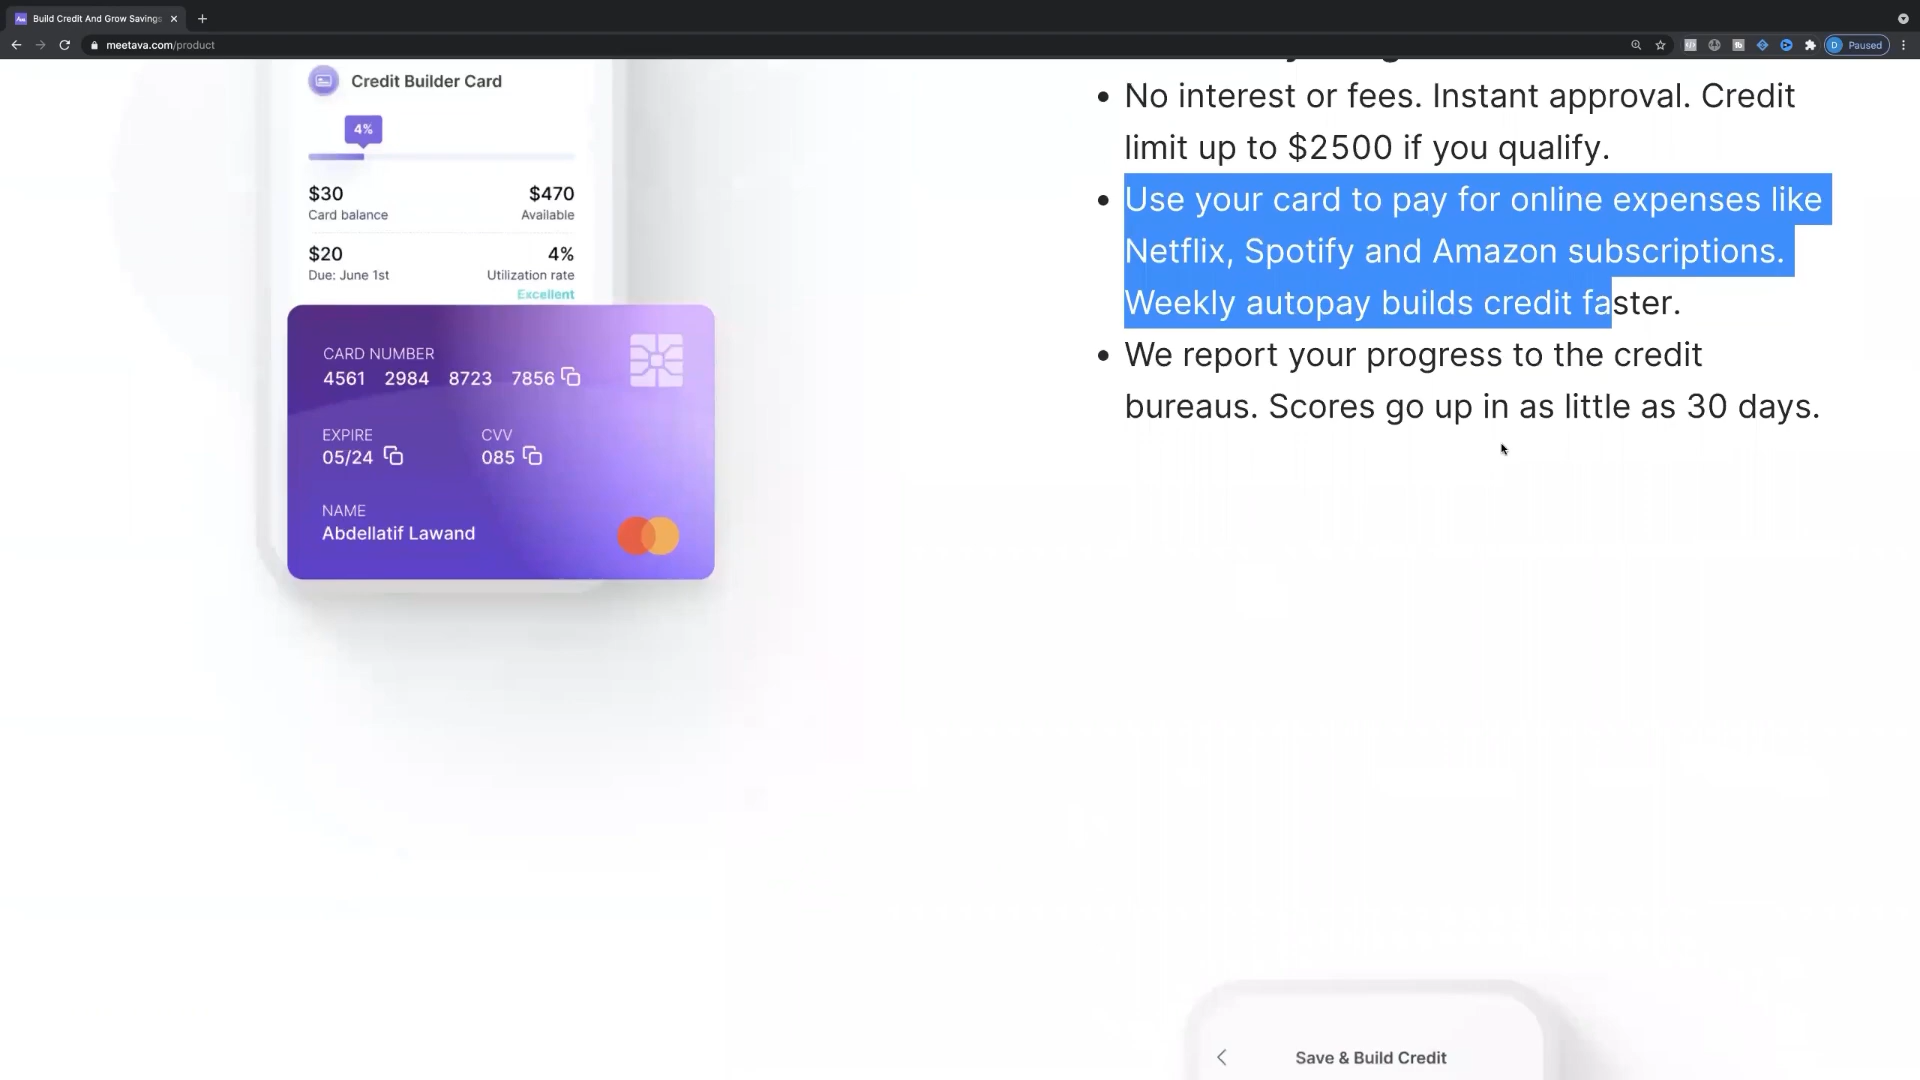 Build Credit And Grow Savings
meetava.com/product
D Paused
Credit Builder Card
4%
$30 $470
Card balance Available
$20 4%
Due: June 1st Utilization rate
Excellent
CARD NUMBER
4561 2984 8723 7856
EXPIRE CVV
05/24 085
NAME
Abdellatif Lawand
No interest or fees. Instant approval. Credit
limit up to $2500 if you qualify.
Use your card to pay for online expenses like
Netflix, Spotify and Amazon subscriptions.
Weekly autopay builds credit faster.
We report your progress to the credit
bureaus. Scores go up in as little as 30 days.
Save & Build Credit